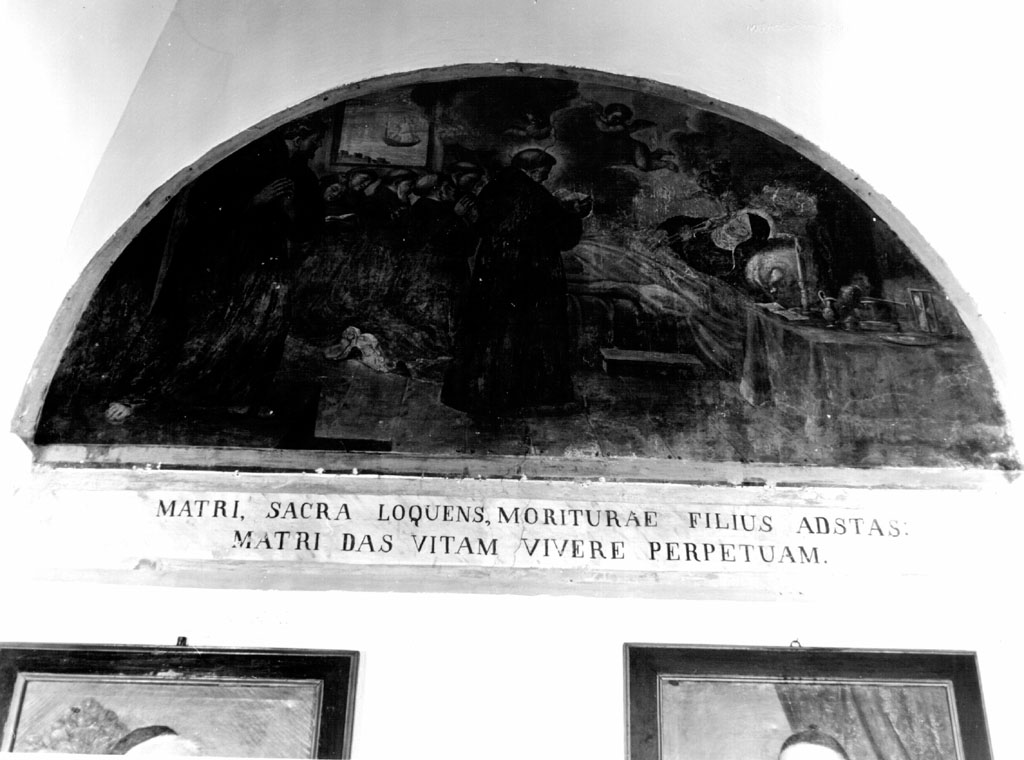 MATRI, SACRA LOQUENS, MORITURAE FILIUS ADSTAS:
MATRI DAS VITAM VIVERE PERPETUAM.